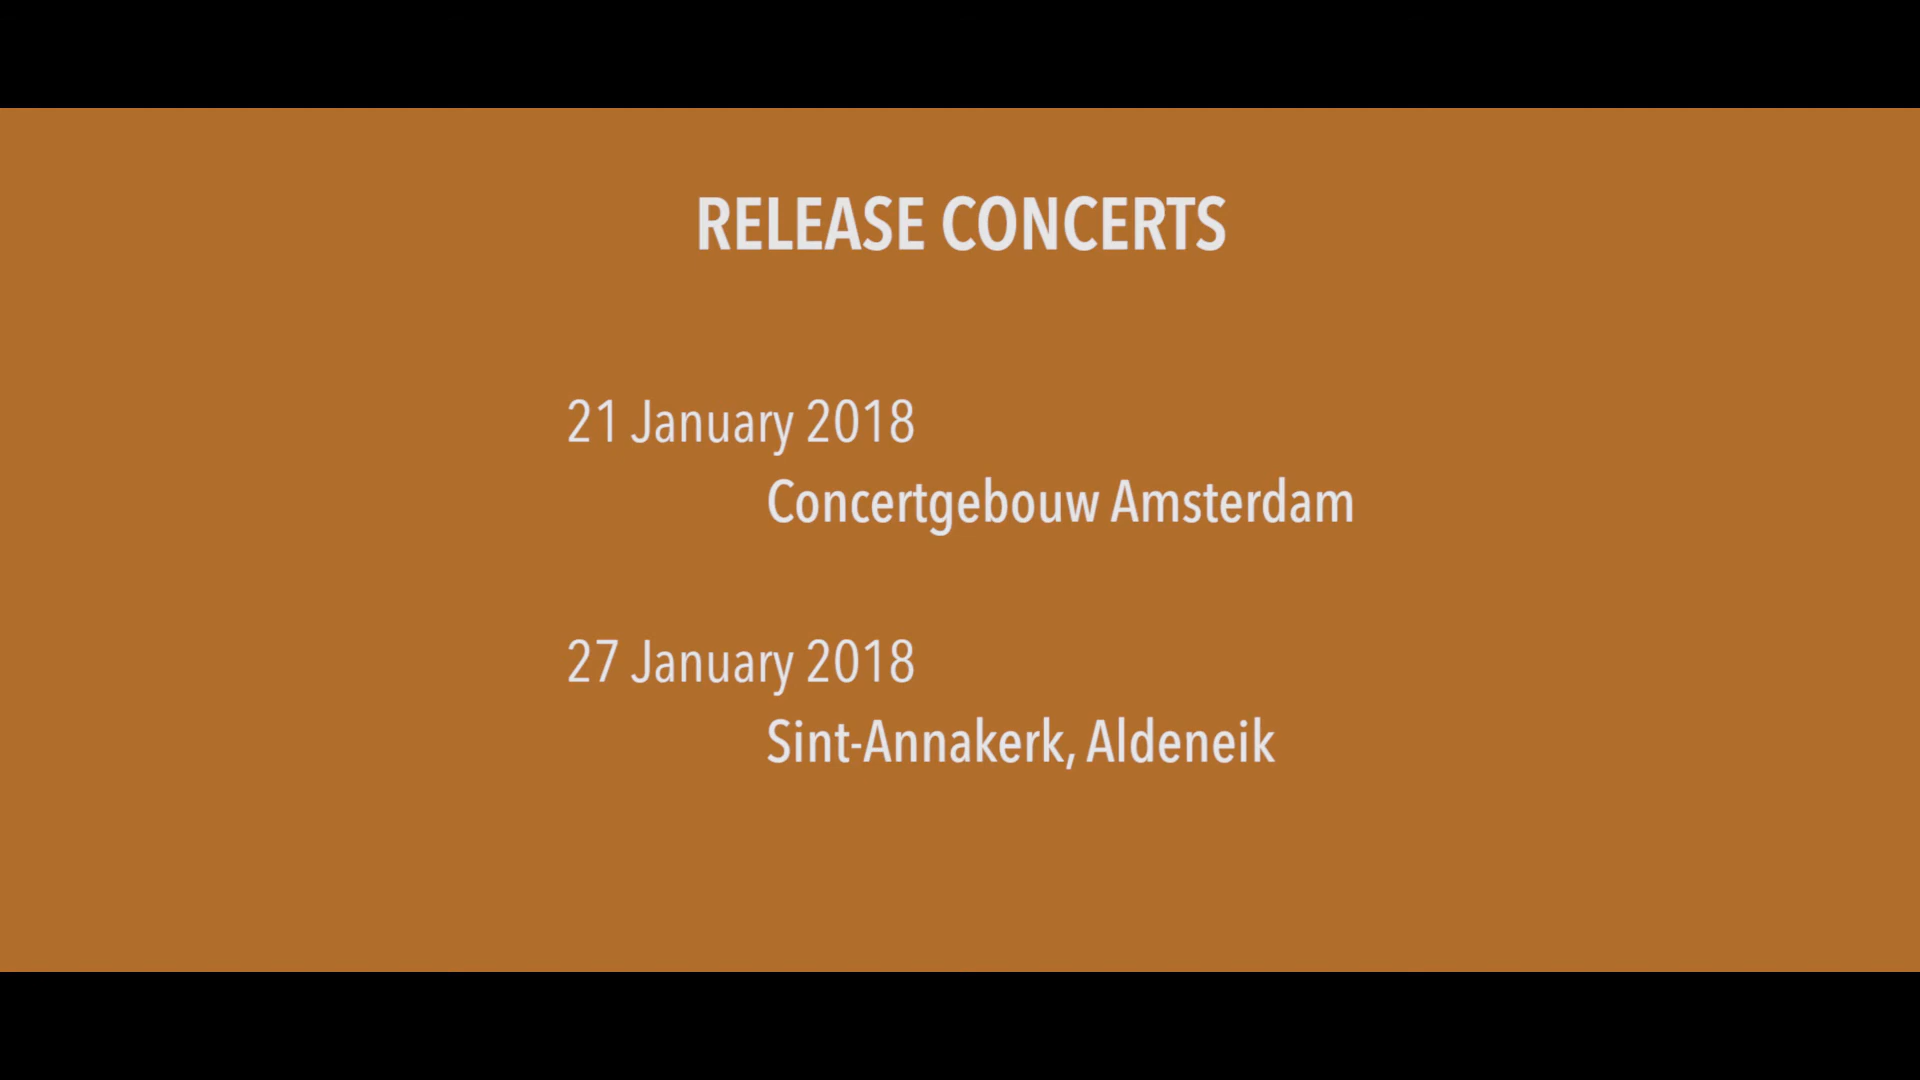 RELEASE CONCERTS
21 January 2018
Concertgebouw Amsterdam
27 January 2018
Sint-Annakerk, Aldeneik